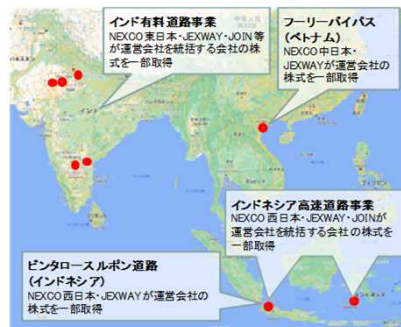 インド有料道路事業
NEXCO東日本・JEXWAY・JOIN等
が運営会社を統括する会社の株
式を一部取得
フーリーバイパス
(ベトナム)
NEXCO中日本・
JEXWAYが運営会社の
株式を一部取得
インド
インドネシア高速道路事業
NEXCO西日本・JEXWAY・JOINが
運営会社を統括する会社の株式を
一部取得
ビンタロースルポン道路
(インドネシア)
NEXCO西日本・JEXWAYが運営会社の
株式を一部取得